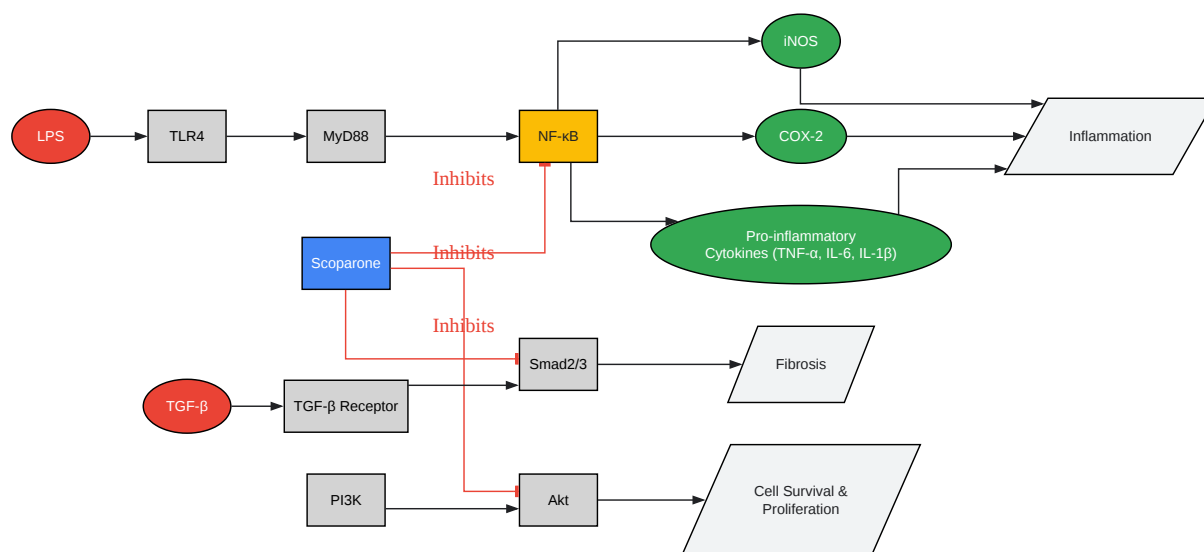 iNOS
LPS
TLR4
MyD88
NF-κB
COX-2
Inflammation
Inhibits
Pro-inflammatory
Cytokines (TNF-α, IL-6, IL-1β)
Inhibits
Scoparone
Inhibits
Smad2/3
Fibrosis
TGF-β
TGF-β Receptor
PI3K
Akt
Cell Survival &
Proliferation